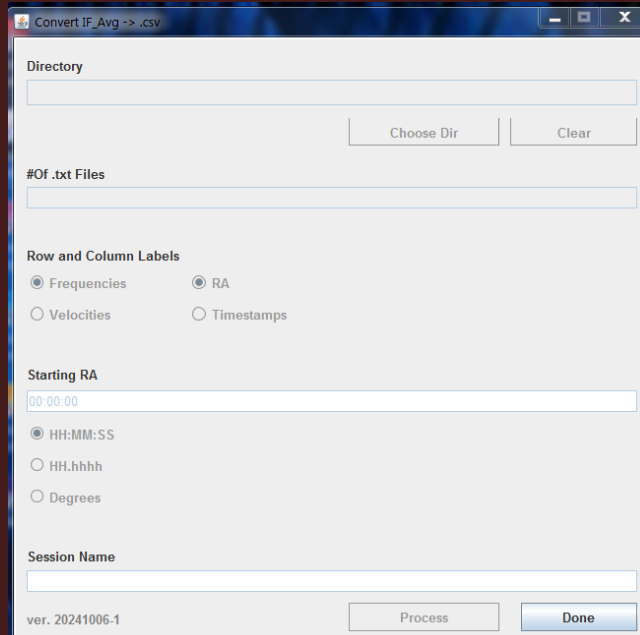 Convert IF_Avg -> .csv
Directory
Choose Dir Clear
#Of .txt Files
Row and Column Labels
Frequencies RA
Velocities Timestamps
Starting RA
00:00:00
HH:MM:SS
HH.hhhh
Degrees
Session Name
ver. 20241006-1 Process Done